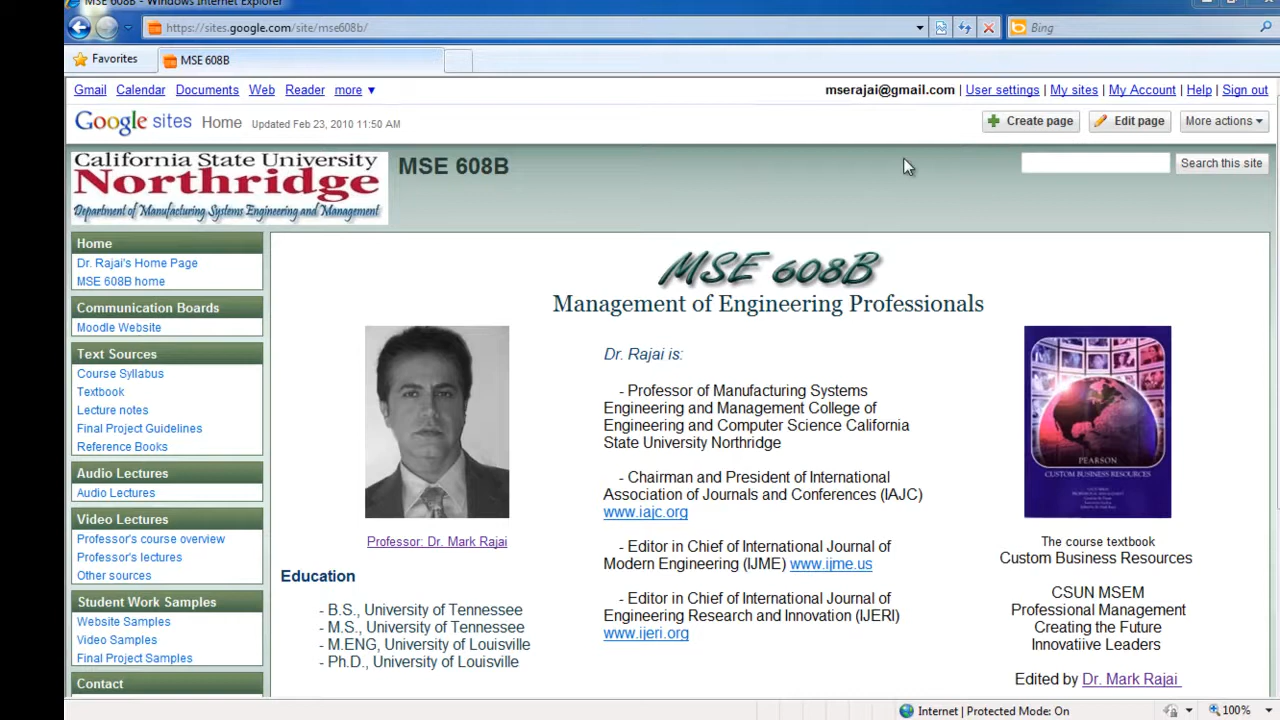 MSE 608B - Windows Internet Explorer
https://sites.google.com/site/mse608b/
Bing
Favorites
MSE 608B
Gmail Calendar Documents Web Reader more ▼
mserajai@gmail.com | User settings | My sites | My Account | Help | Sign out
Google sites Home Updated Feb 23, 2010 11:50 AM
Create page Edit page More actions
California State University
Northridge
Department of Manufacturing Systems Engineering and Management
MSE 608B
Search this site
Home
Dr. Rajai's Home Page
MSE 608B home
Communication Boards
Moodle Website
Text Sources
Course Syllabus
Textbook
Lecture notes
Final Project Guidelines
Reference Books
Audio Lectures
Audio Lectures
Video Lectures
Professor's course overview
Professor's lectures
Other sources
Student Work Samples
Website Samples
Video Samples
Final Project Samples
Contact
MSE 608B
Management of Engineering Professionals
Professor: Dr. Mark Rajai
Education
- B.S., University of Tennessee
- M.S., University of Tennessee
- M.ENG, University of Louisville
- Ph.D., University of Louisville
Dr. Rajai is:
- Professor of Manufacturing Systems
Engineering and Management College of
Engineering and Computer Science California
State University Northridge
- Chairman and President of International
Association of Journals and Conferences (IAJC)
www.iajc.org
- Editor in Chief of International Journal of
Modern Engineering (IJME) www.ijme.us
- Editor in Chief of International Journal of
Engineering Research and Innovation (IJERI)
www.ijeri.org
PEARSON
CUSTOM BUSINESS RESOURCES
The course textbook
Custom Business Resources
CSUN MSEM
Professional Management
Creating the Future
Innovatiive Leaders
Edited by Dr. Mark Rajai
Internet | Protected Mode: On
100%